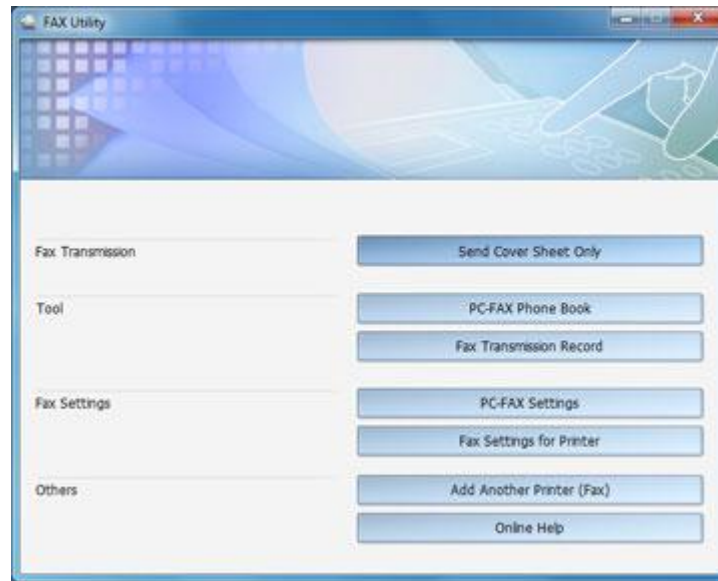 FAX Utility
Fax Transmission
Send Cover Sheet Only
Tool
PC-FAX Phone Book
Fax Transmission Record
Fax Settings
PC-FAX Settings
Fax Settings for Printer
Others
Add Another Printer (Fax)
Online Help